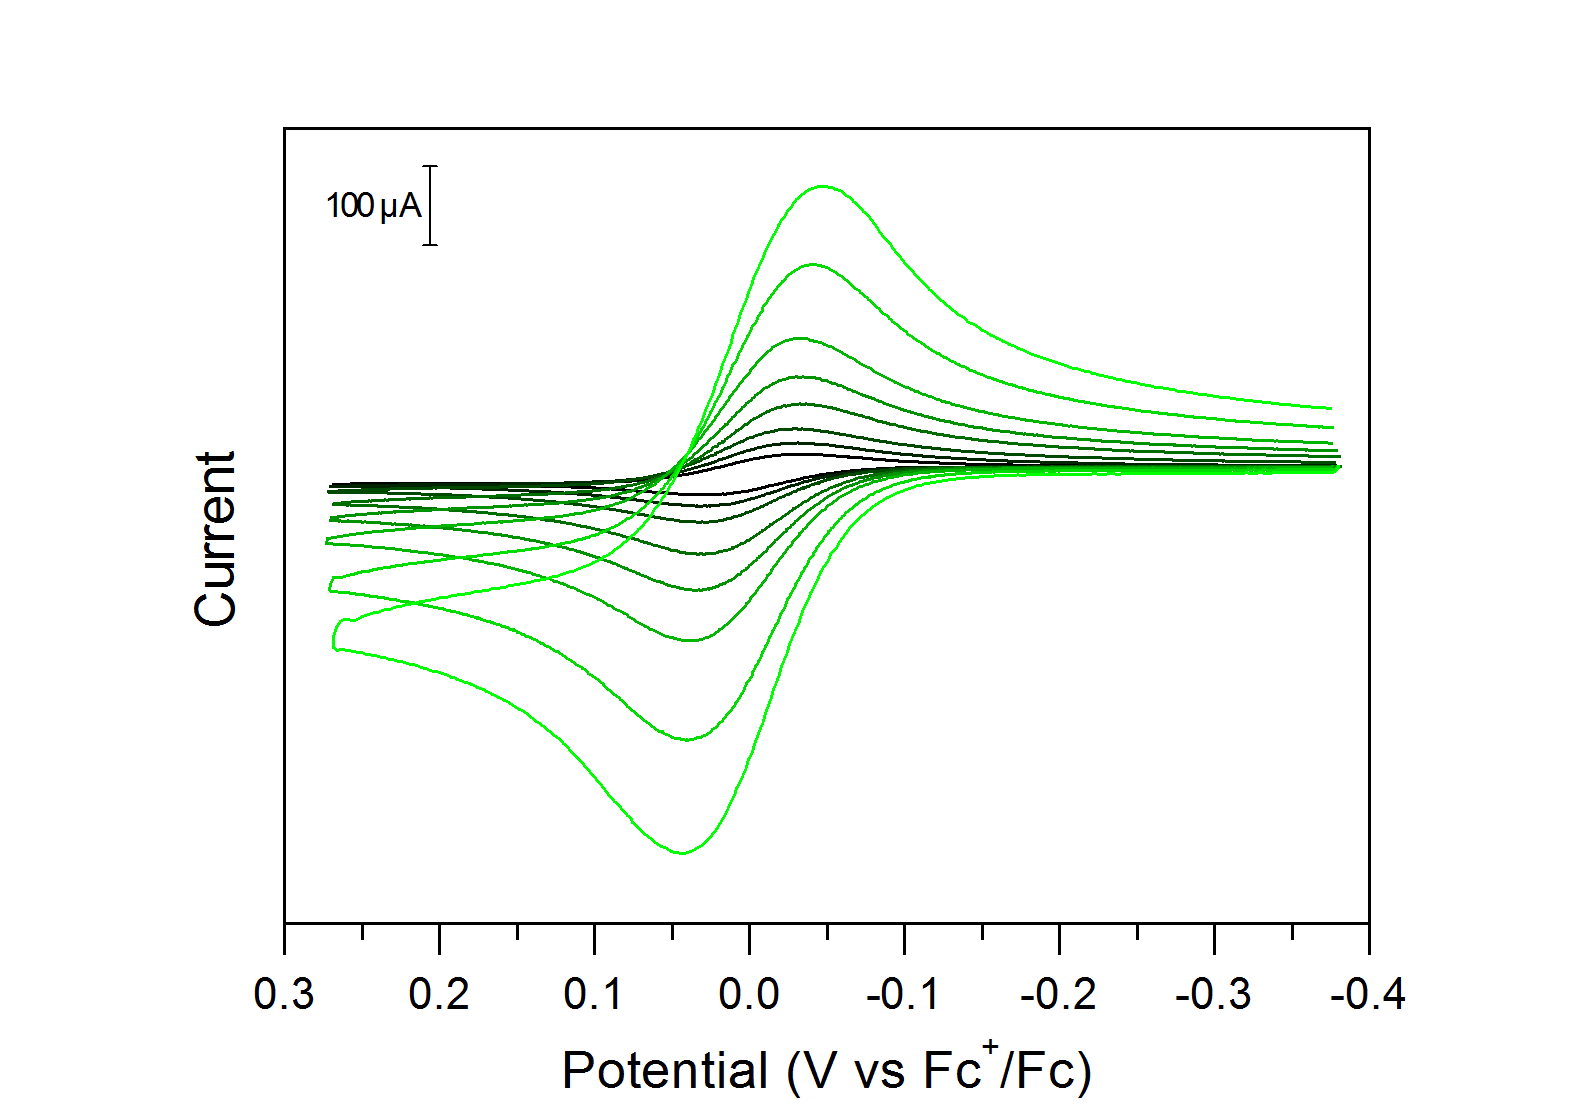 100 µA
Current
0.3 0.2 0.1 0.0 -0.1 -0.2 -0.3 -0.4
Potential (V vs Fc⁺/Fc)